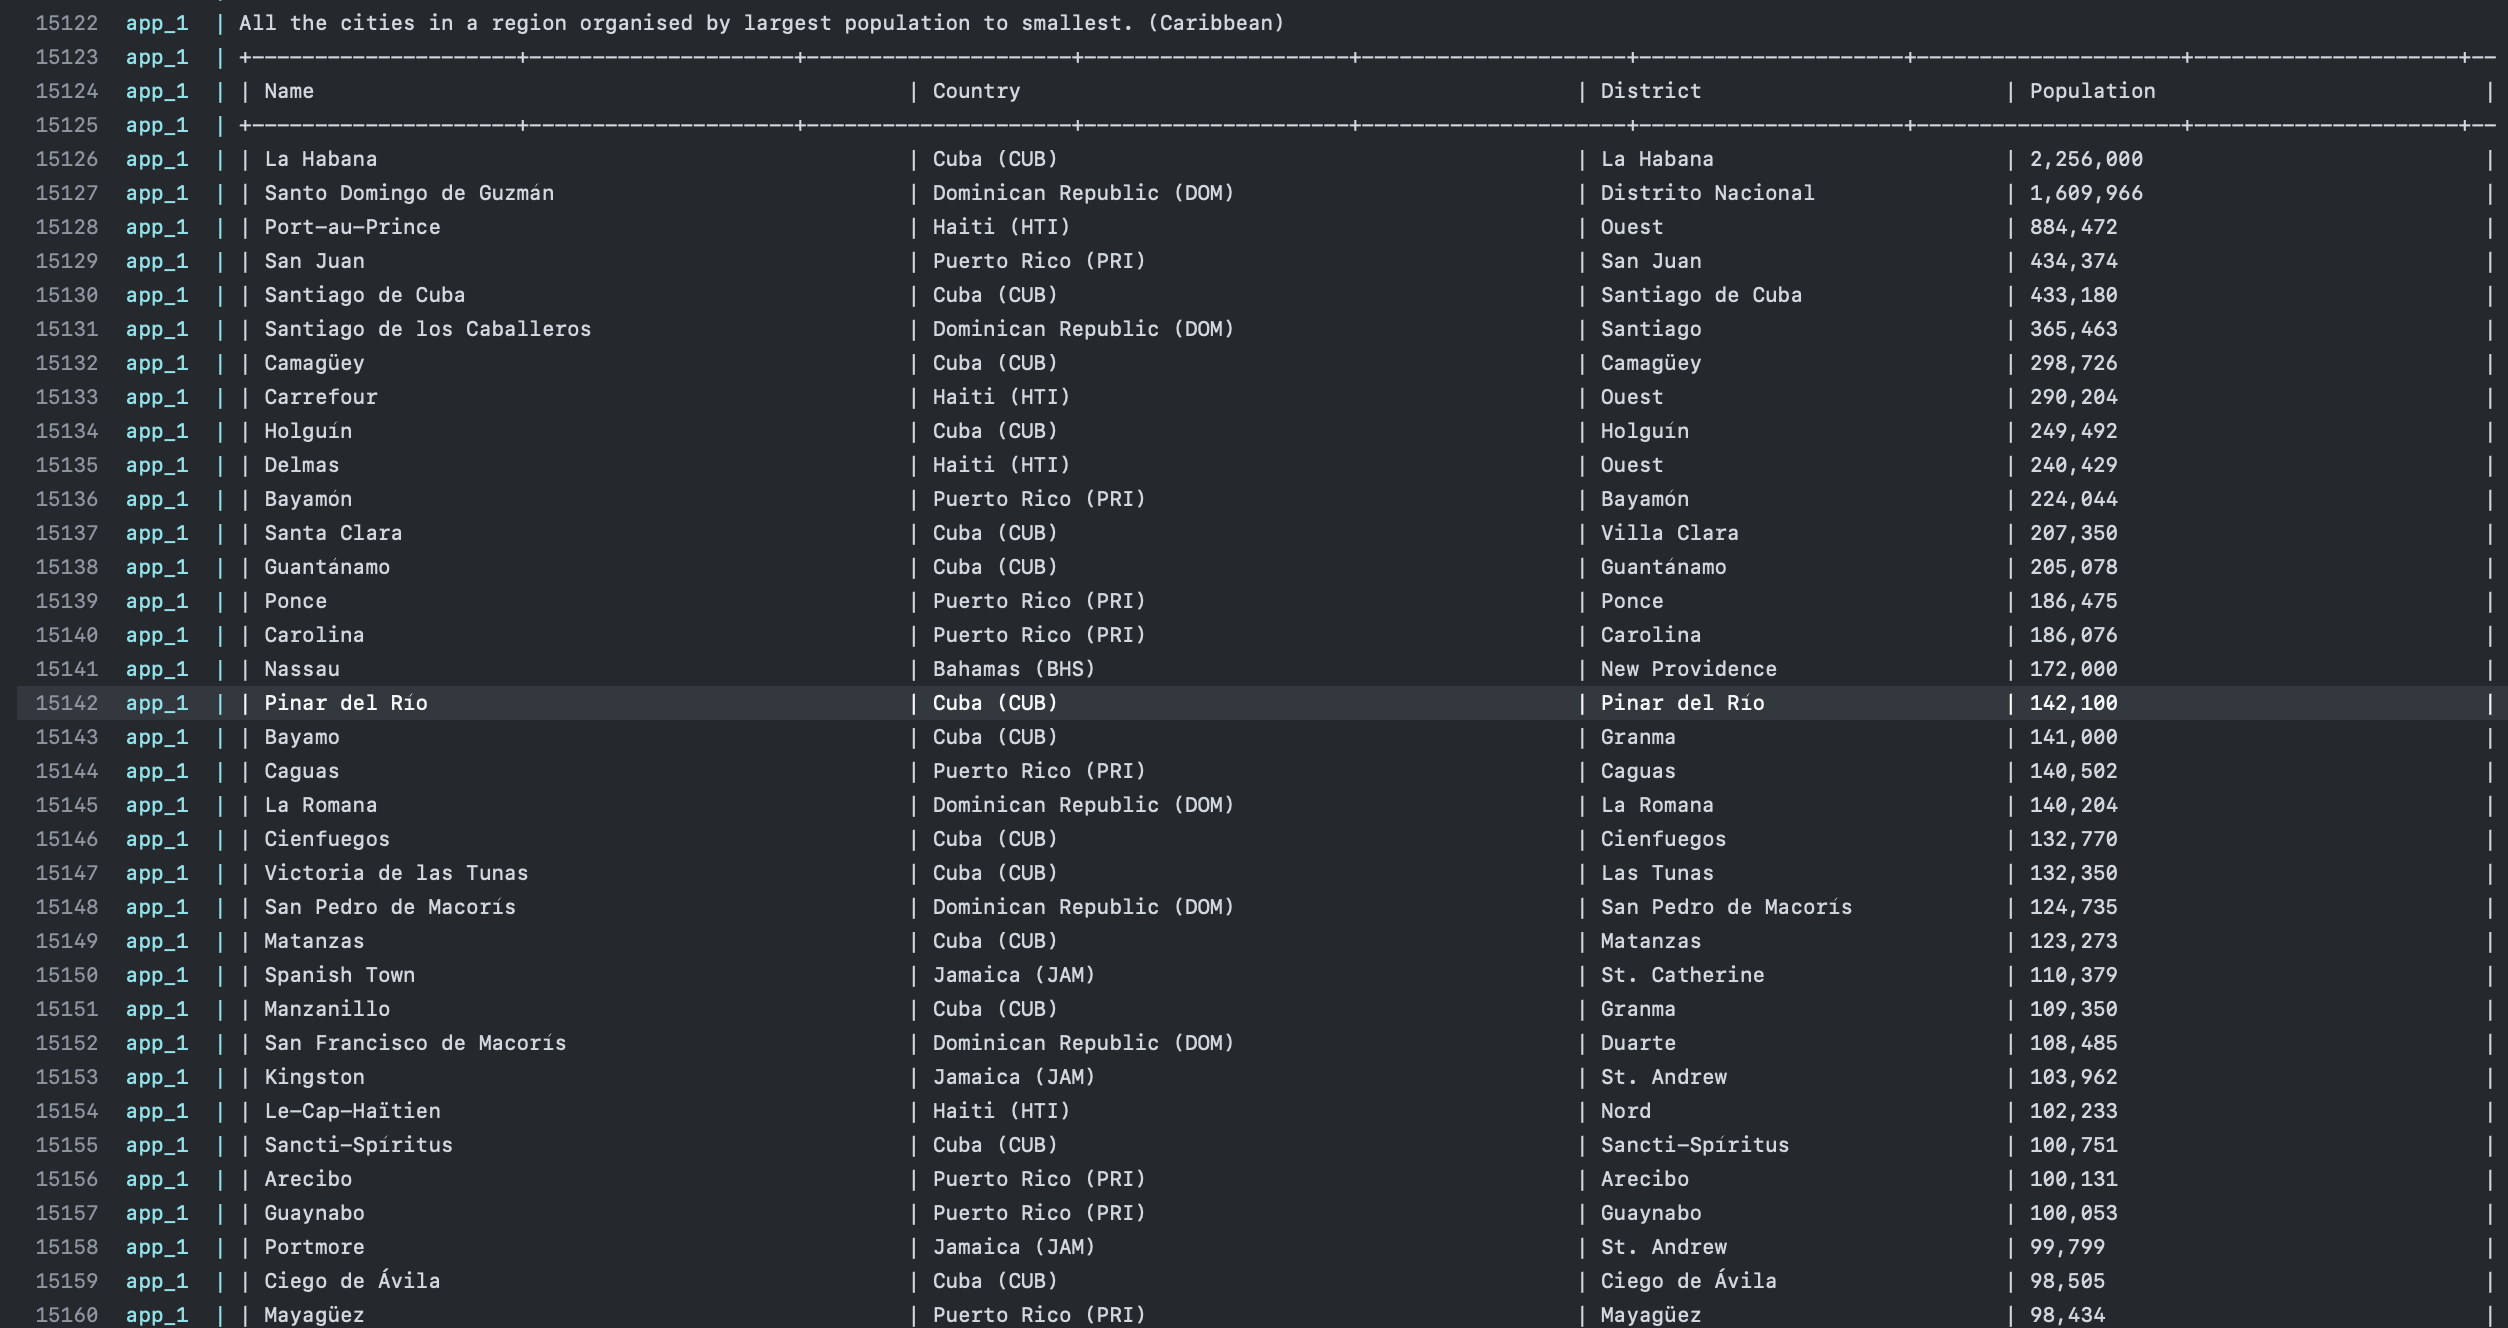 15122 app_1 | All the cities in a region organised by largest population to smallest. (Caribbean)
15123 app_1 | +---------------------+---------------------+---------------------+---------------------+---------------------+---------------------+---------------------+---------------------+--
15124 app_1 | | Name | Country | District | Population |
15125 app_1 | +---------------------+---------------------+---------------------+---------------------+---------------------+---------------------+---------------------+---------------------+--
15126 app_1 | | La Habana | Cuba (CUB) | La Habana | 2,256,000 |
15127 app_1 | | Santo Domingo de Guzmán | Dominican Republic (DOM) | Distrito Nacional | 1,609,966 |
15128 app_1 | | Port-au-Prince | Haiti (HTI) | Ouest | 884,472 |
15129 app_1 | | San Juan | Puerto Rico (PRI) | San Juan | 434,374 |
15130 app_1 | | Santiago de Cuba | Cuba (CUB) | Santiago de Cuba | 433,180 |
15131 app_1 | | Santiago de los Caballeros | Dominican Republic (DOM) | Santiago | 365,463 |
15132 app_1 | | Camagüey | Cuba (CUB) | Camagüey | 298,726 |
15133 app_1 | | Carrefour | Haiti (HTI) | Ouest | 290,204 |
15134 app_1 | | Holguín | Cuba (CUB) | Holguín | 249,492 |
15135 app_1 | | Delmas | Haiti (HTI) | Ouest | 240,429 |
15136 app_1 | | Bayamón | Puerto Rico (PRI) | Bayamón | 224,044 |
15137 app_1 | | Santa Clara | Cuba (CUB) | Villa Clara | 207,350 |
15138 app_1 | | Guantánamo | Cuba (CUB) | Guantánamo | 205,078 |
15139 app_1 | | Ponce | Puerto Rico (PRI) | Ponce | 186,475 |
15140 app_1 | | Carolina | Puerto Rico (PRI) | Carolina | 186,076 |
15141 app_1 | | Nassau | Bahamas (BHS) | New Providence | 172,000 |
15142 app_1 | | Pinar del Río | Cuba (CUB) | Pinar del Río | 142,100 |
15143 app_1 | | Bayamo | Cuba (CUB) | Granma | 141,000 |
15144 app_1 | | Caguas | Puerto Rico (PRI) | Caguas | 140,502 |
15145 app_1 | | La Romana | Dominican Republic (DOM) | La Romana | 140,204 |
15146 app_1 | | Cienfuegos | Cuba (CUB) | Cienfuegos | 132,770 |
15147 app_1 | | Victoria de las Tunas | Cuba (CUB) | Las Tunas | 132,350 |
15148 app_1 | | San Pedro de Macorís | Dominican Republic (DOM) | San Pedro de Macorís | 124,735 |
15149 app_1 | | Matanzas | Cuba (CUB) | Matanzas | 123,273 |
15150 app_1 | | Spanish Town | Jamaica (JAM) | St. Catherine | 110,379 |
15151 app_1 | | Manzanillo | Cuba (CUB) | Granma | 109,350 |
15152 app_1 | | San Francisco de Macorís | Dominican Republic (DOM) | Duarte | 108,485 |
15153 app_1 | | Kingston | Jamaica (JAM) | St. Andrew | 103,962 |
15154 app_1 | | Le-Cap-Haïtien | Haiti (HTI) | Nord | 102,233 |
15155 app_1 | | Sancti-Spíritus | Cuba (CUB) | Sancti-Spíritus | 100,751 |
15156 app_1 | | Arecibo | Puerto Rico (PRI) | Arecibo | 100,131 |
15157 app_1 | | Guaynabo | Puerto Rico (PRI) | Guaynabo | 100,053 |
15158 app_1 | | Portmore | Jamaica (JAM) | St. Andrew | 99,799 |
15159 app_1 | | Ciego de Ávila | Cuba (CUB) | Ciego de Ávila | 98,505 |
15160 app_1 | | Mayagüez | Puerto Rico (PRI) | Mayagüez | 98,434 |